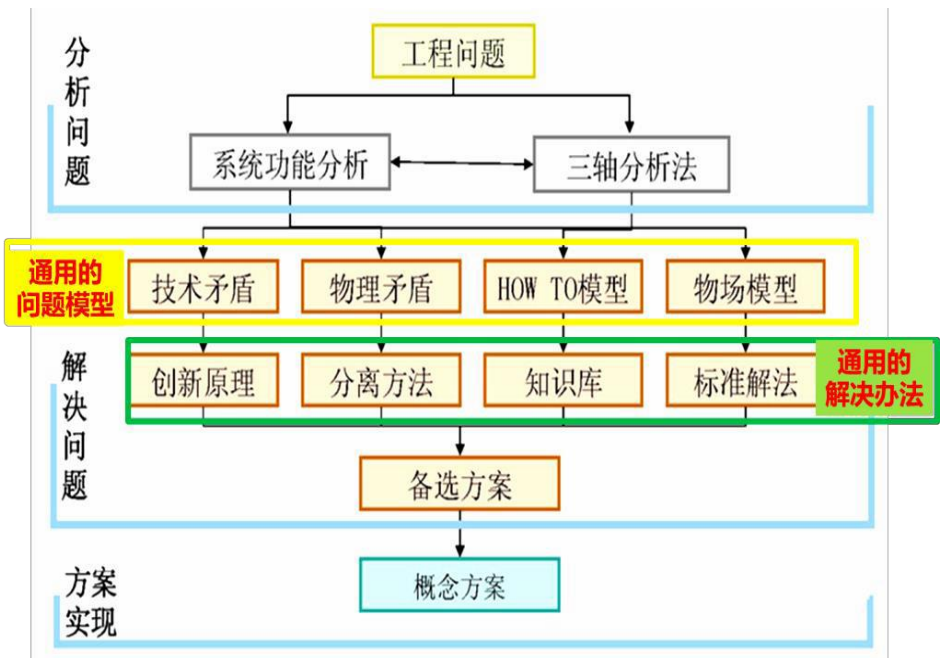 分析问题
工程问题
系统功能分析
三轴分析法
通用的
问题模型
技术矛盾
物理矛盾
HOW TO模型
物场模型
解决问题
创新原理
分离方法
知识库
标准解法
通用的
解决办法
备选方案
方案
实现
概念方案